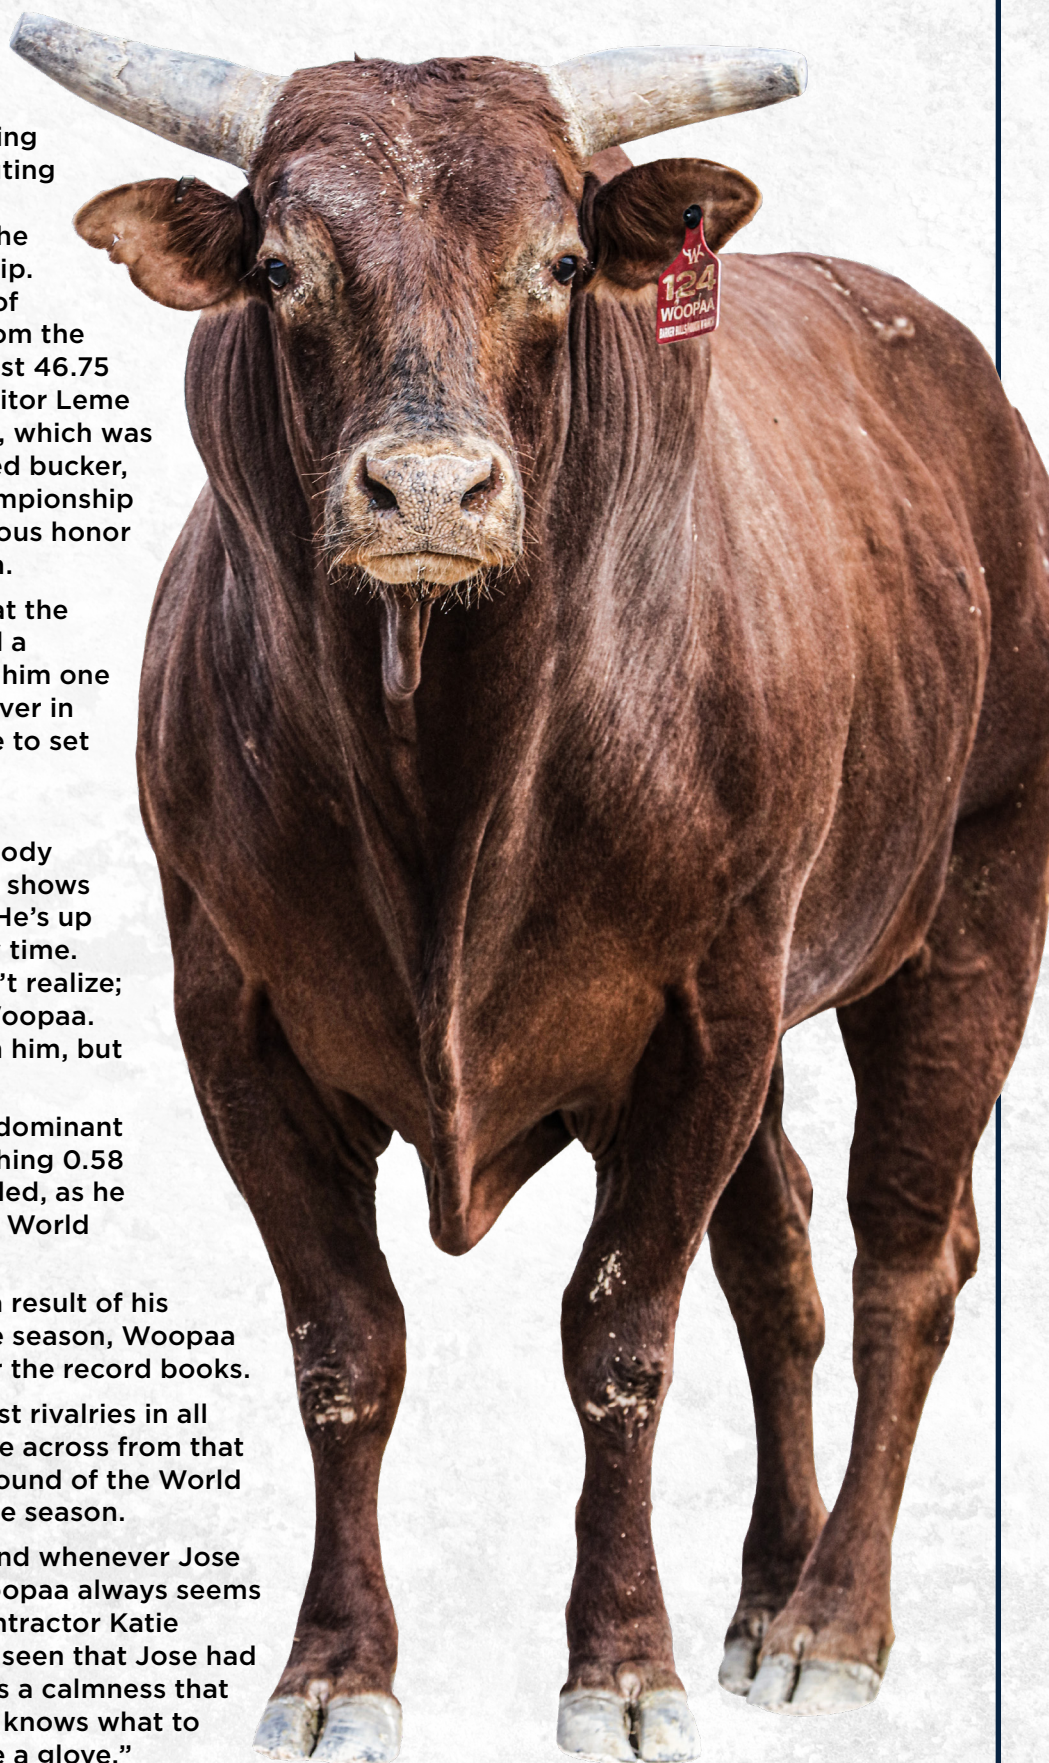 ing
ting
he
ip.
of
om the
st 46.75
itor Leme
, which was
ed bucker,
mpionship
ous honor
n.
at the
l a
him one
ver in
e to set
ody
shows
He's up
time.
't realize;
Woopaa.
him, but
dominant
hing 0.58
led, as he
World
a result of his
e season, Woopaa
r the record books.
st rivalries in all
e across from that
ound of the World
e season.
nd whenever Jose
oopaa always seems
ntractor Katie
seen that Jose had
s a calmness that
knows what to
e a glove."
W
124
WOOPAA